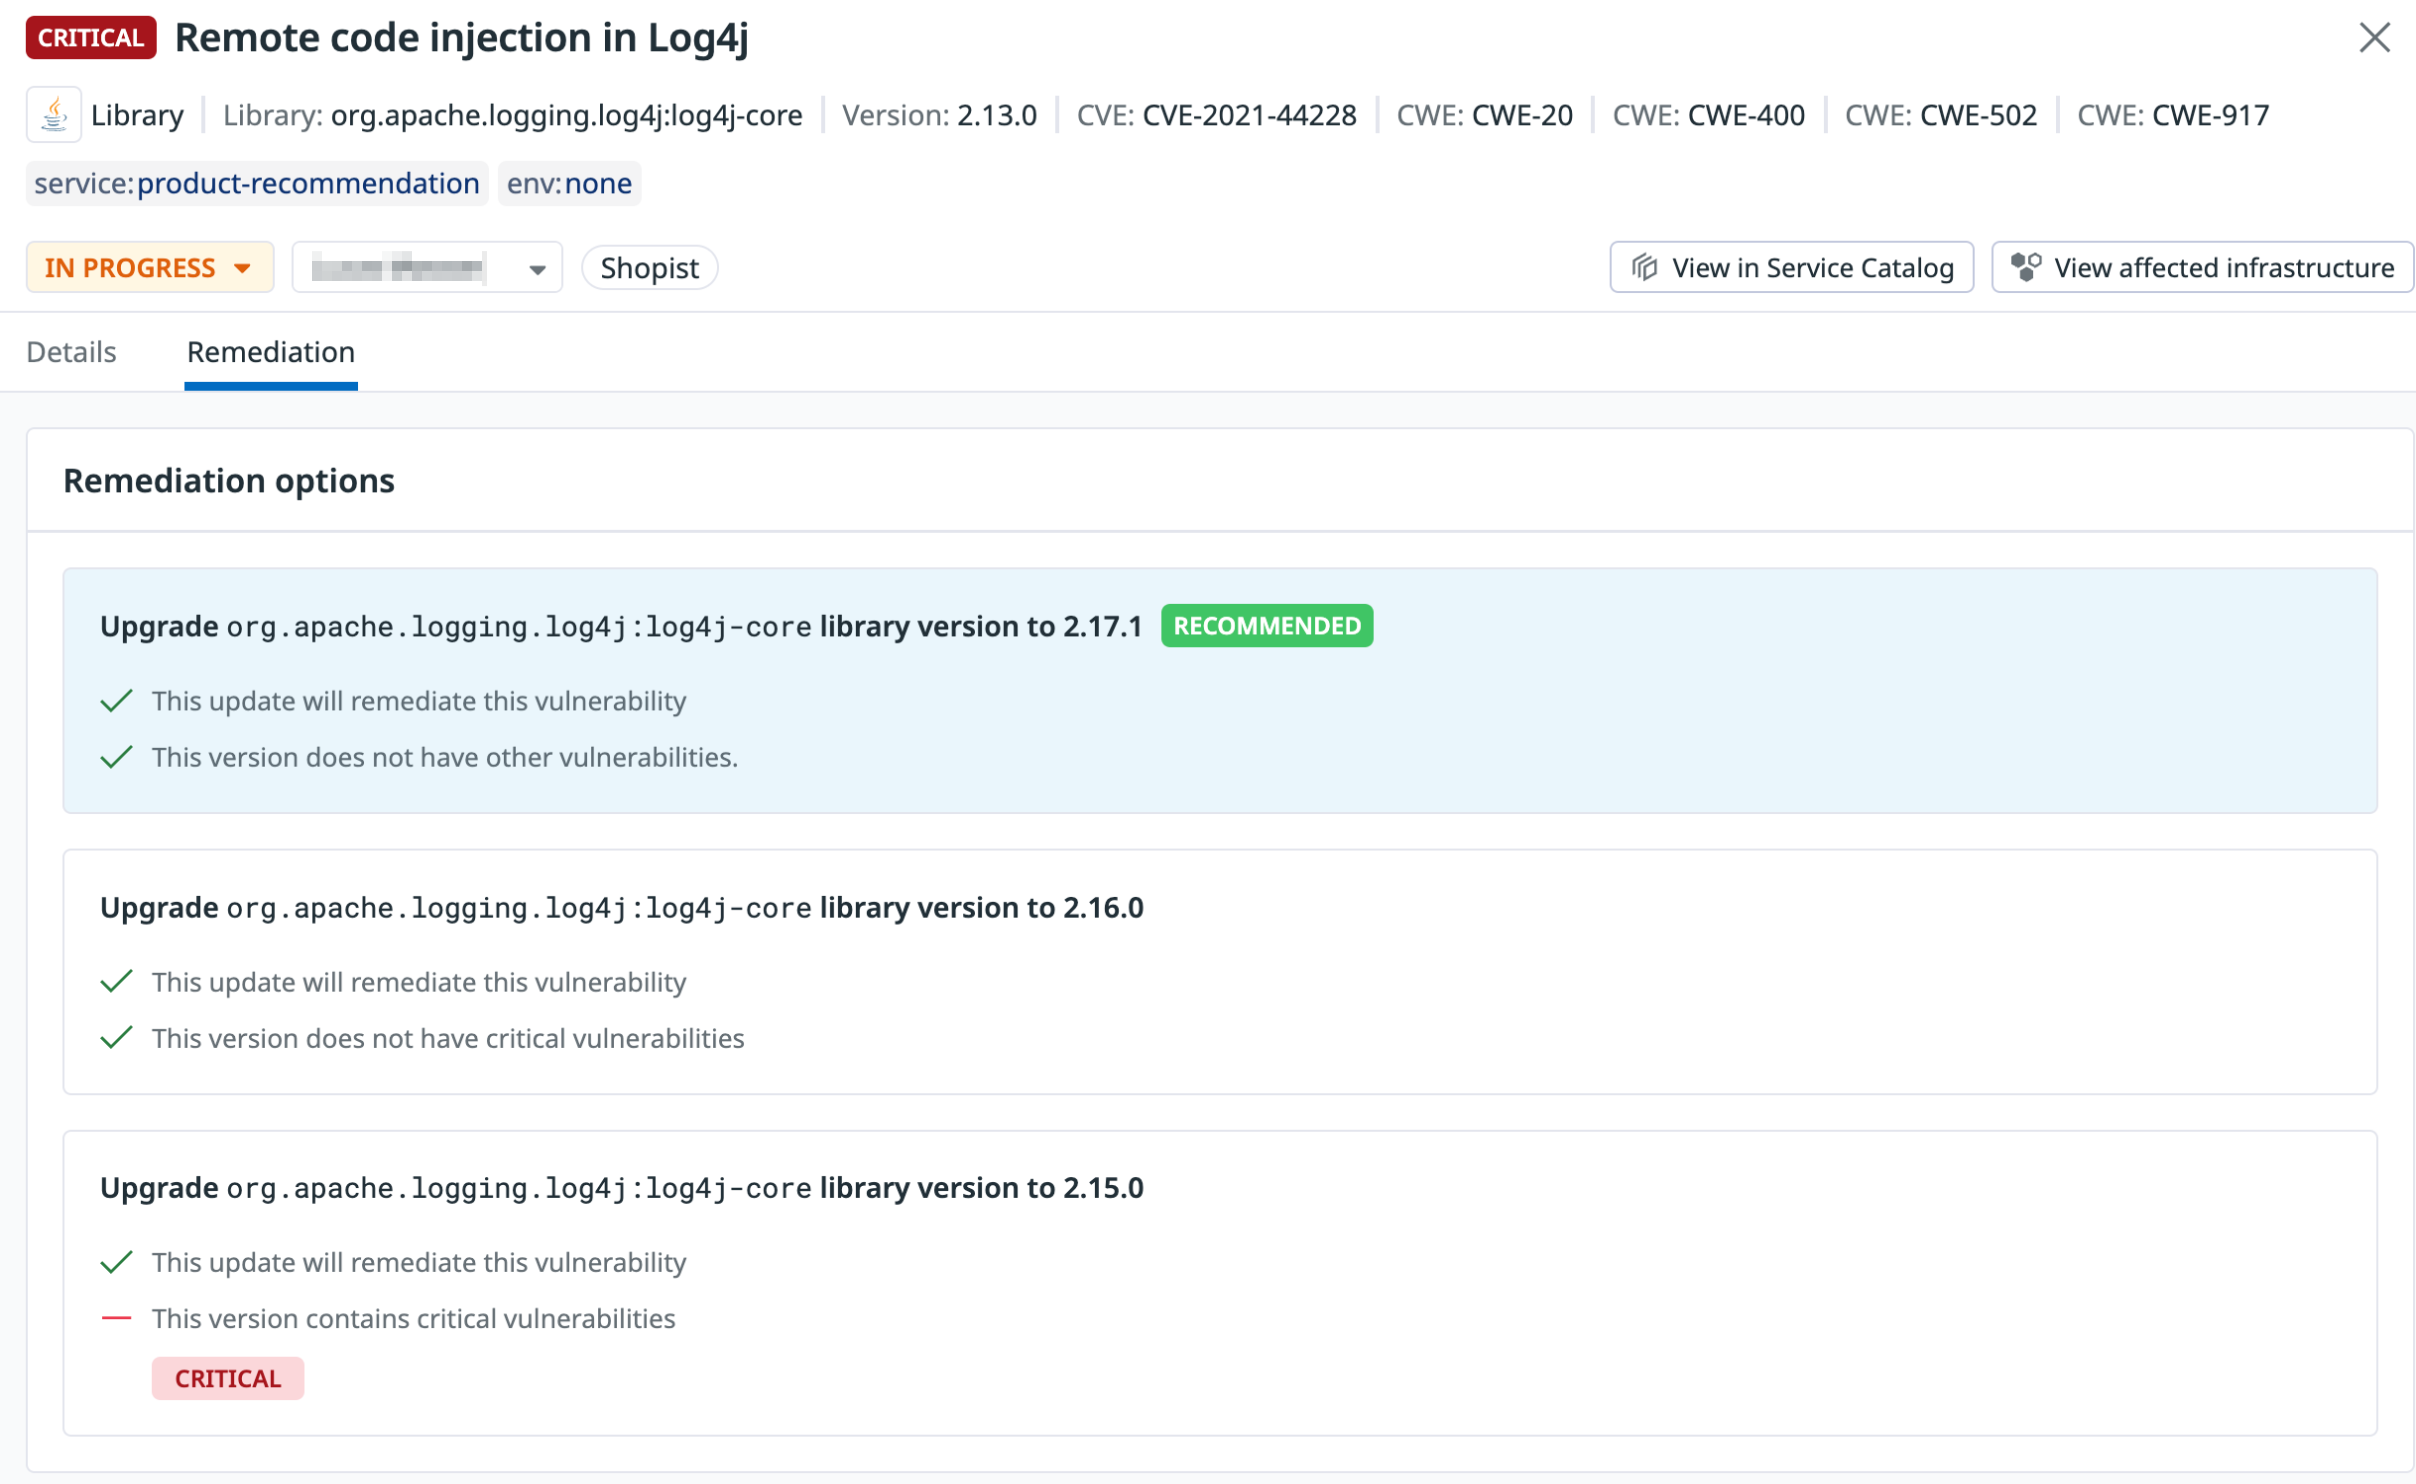 CRITICAL Remote code injection in Log4j
Library Library: org.apache.logging.log4j:log4j-core Version: 2.13.0 CVE: CVE-2021-44228 CWE: CWE-20 CWE: CWE-400 CWE: CWE-502 CWE: CWE-917
service:product-recommendation env:none
IN PROGRESS Shopist View in Service Catalog View affected infrastructure
Details Remediation
Remediation options
Upgrade org.apache.logging.log4j:log4j-core library version to 2.17.1 RECOMMENDED
This update will remediate this vulnerability
This version does not have other vulnerabilities.
Upgrade org.apache.logging.log4j:log4j-core library version to 2.16.0
This update will remediate this vulnerability
This version does not have critical vulnerabilities
Upgrade org.apache.logging.log4j:log4j-core library version to 2.15.0
This update will remediate this vulnerability
This version contains critical vulnerabilities
CRITICAL